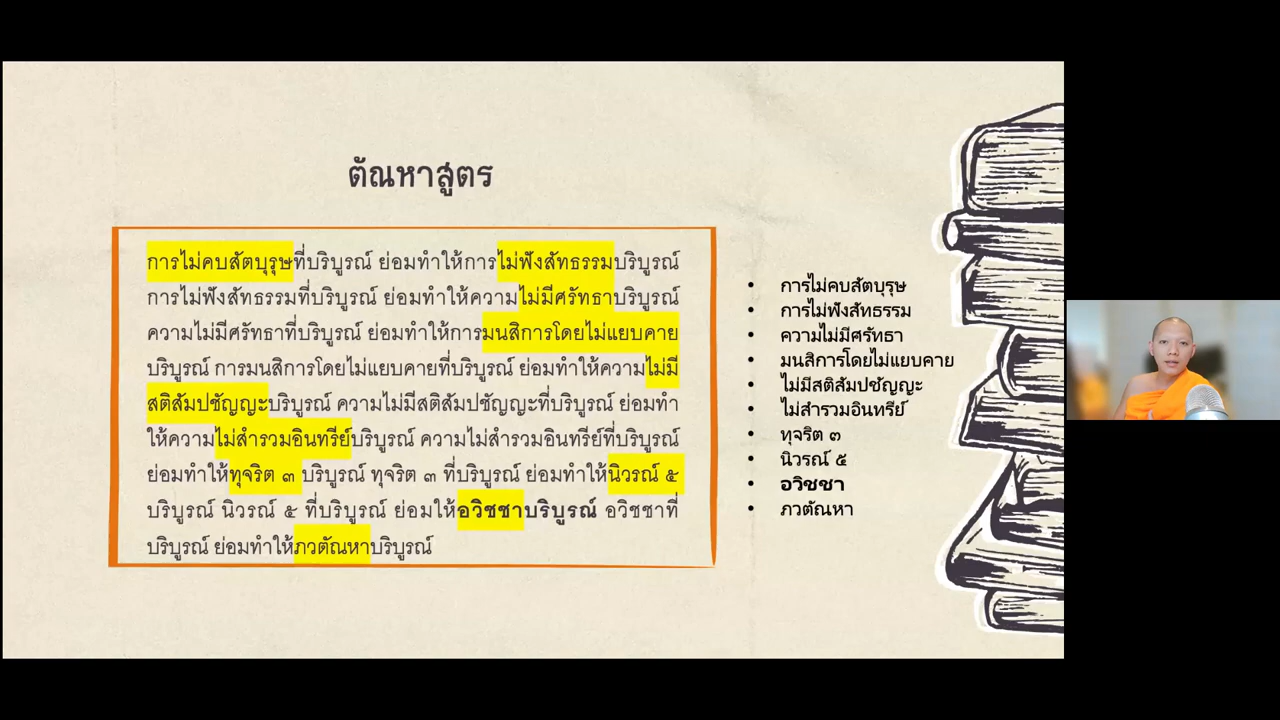 ตัณหาสูตร
การไม่คบสัตบุรุษที่บริบูรณ์ ย่อมทำให้การไม่ฟังสัทธรรมบริบูรณ์
การไม่ฟังสัทธรรมที่บริบูรณ์ ย่อมทำให้ความไม่มีศรัทธาบริบูรณ์
ความไม่มีศรัทธาที่บริบูรณ์ ย่อมทำให้การมนสิการโดยไม่แยบคาย
บริบูรณ์ การมนสิการโดยไม่แยบคายที่บริบูรณ์ ย่อมทำให้ความไม่มี
สติสัมปชัญญะบริบูรณ์ ความไม่มีสติสัมปชัญญะที่บริบูรณ์ ย่อมทำ
ให้ความไม่สำรวมอินทรีย์บริบูรณ์ ความไม่สำรวมอินทรีย์ที่บริบูรณ์
ย่อมทำให้ทุจริต ๓ บริบูรณ์ ทุจริต ๓ ที่บริบูรณ์ ย่อมทำให้นิวรณ์ ๕
บริบูรณ์ นิวรณ์ ๕ ที่บริบูรณ์ ย่อมให้อวิชชาบริบูรณ์ อวิชชาที่
บริบูรณ์ ย่อมทำให้ภวตัณหาบริบูรณ์
• การไม่คบสัตบุรุษ
• การไม่ฟังสัทธรรม
• ความไม่มีศรัทธา
• มนสิการโดยไม่แยบคาย
• ไม่มีสติสัมปชัญญะ
• ไม่สำรวมอินทรีย์
• ทุจริต ๓
• นิวรณ์ ๕
• อวิชชา
• ภวตัณหา